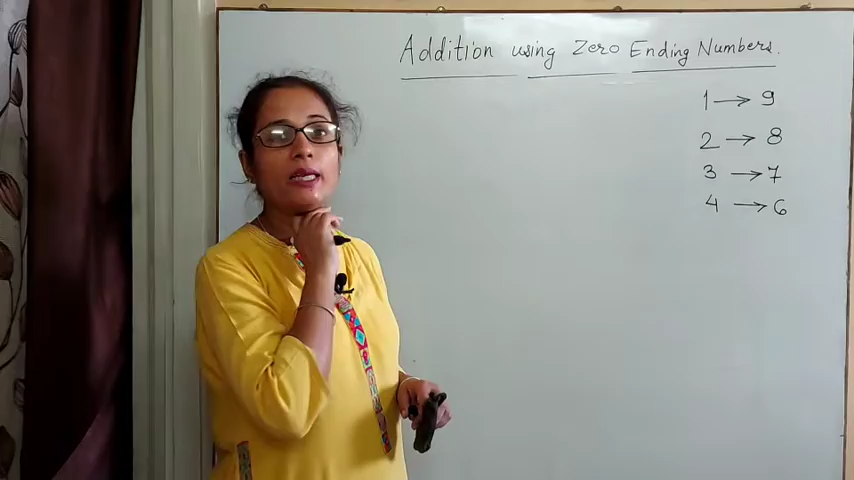 Addition using Zero Ending Numbers.
1 → 9
2 → 8
3 → 7
4 → 6